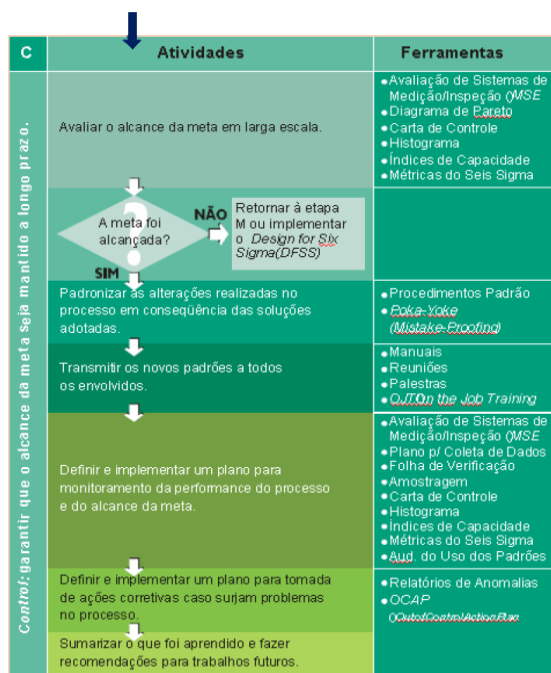 C
Atividades
Ferramentas
Control: garantir que o alcance da meta seja mantido a longo prazo.
Avaliar o alcance da meta em larga escala.
● Avaliação de Sistemas de
Medição/Inspeção ()MSE
● Diagrama de Pareto
● Carta de Controle
● Histograma
● Índices de Capacidade
● Métricas do Seis Sigma
?
A meta foi
alcançada?
NÃO
SIM
Retornar à etapa
M ou implementar
o Design for Six
Sigma(DFSS)
Padronizar as alterações realizadas no
processo em conseqüência das soluções
adotadas.
● Procedimentos Padrão
● Poka-Yoke
(Mistake-Proofing)
Transmitir os novos padrões a todos
os envolvidos.
● Manuais
● Reuniões
● Palestras
● OJTOn the Job Training
Definir e implementar um plano para
monitoramento da performance do processo
e do alcance da meta.
● Avaliação de Sistemas de
Medição/Inspeção ()MSE
● Plano p/ Coleta de Dados
● Folha de Verificação
● Amostragem
● Carta de Controle
● Histograma
● Índices de Capacidade
● Métricas do Seis Sigma
● Aud. do Uso dos Padrões
Definir e implementar um plano para tomada
de ações corretivas caso surjam problemas
no processo.
● Relatórios de Anomalias
● OCAP
()OutofControlActionPlan
Sumarizar o que foi aprendido e fazer
recomendações para trabalhos futuros.